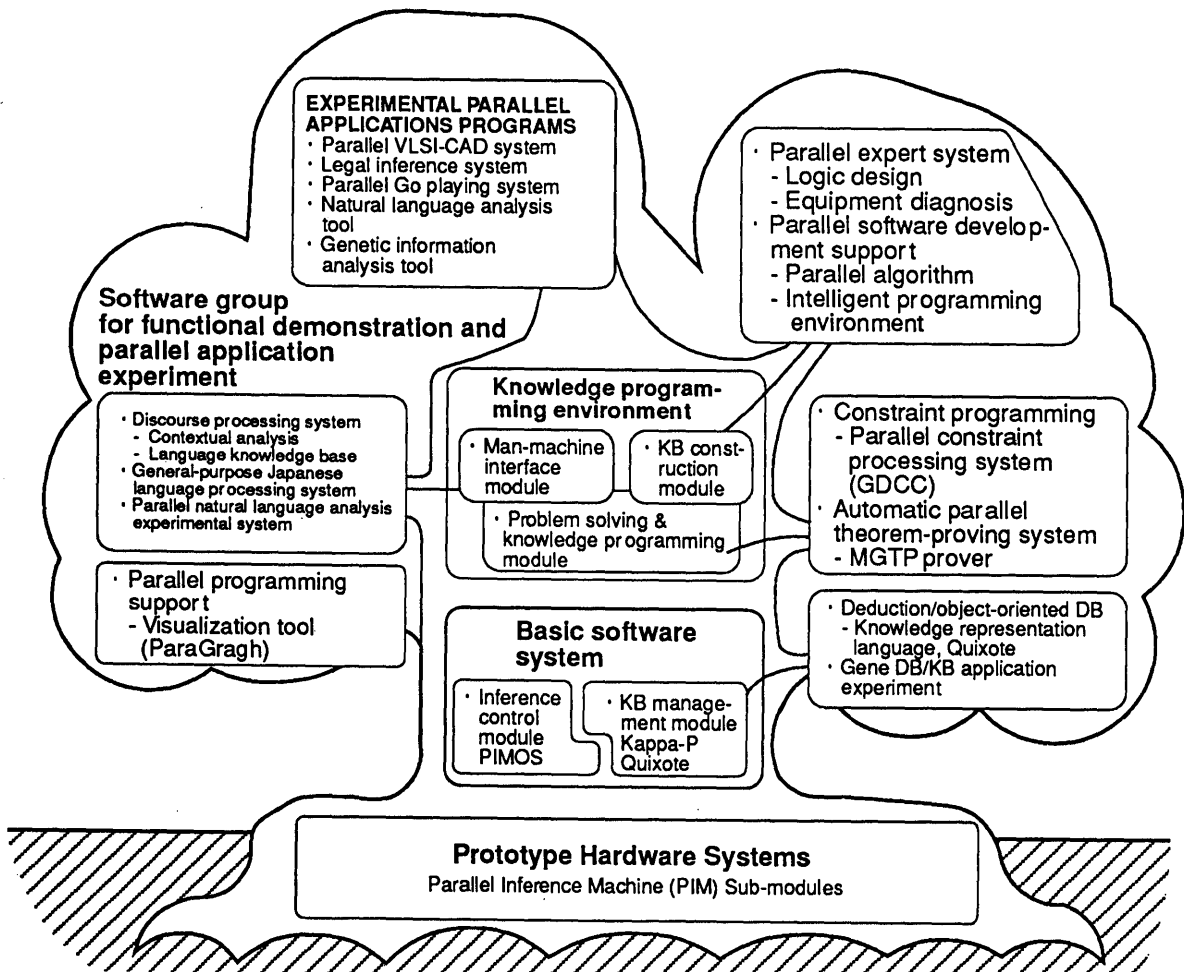 EXPERIMENTAL PARALLEL
APPLICATIONS PROGRAMS
· Parallel VLSI-CAD system
· Legal inference system
· Parallel Go playing system
· Natural language analysis
tool
· Genetic information
analysis tool
· Parallel expert system
- Logic design
- Equipment diagnosis
· Parallel software develop-
ment support
- Parallel algorithm
- Intelligent programming
environment
Software group
for functional demonstration and
parallel application
experiment
· Discourse processing system
- Contextual analysis
- Language knowledge base
· General-purpose Japanese
language processing system
· Parallel natural language analysis
experimental system
· Parallel programming
support
- Visualization tool
(ParaGragh)
Knowledge program-
ming environment
· Man-machine
interface
module
· KB const-
ruction
module
· Problem solving &
knowledge programming
module
· Constraint programming
- Parallel constraint
processing system
(GDCC)
· Automatic parallel
theorem-proving system
- MGTP prover
· Deduction/object-oriented DB
- Knowledge representation
language, Quixote
· Gene DB/KB application
experiment
Basic software
system
· Inference
control
module
PIMOS
· KB manage-
ment module
Kappa-P
Quixote
Prototype Hardware Systems
Parallel Inference Machine (PIM) Sub-modules